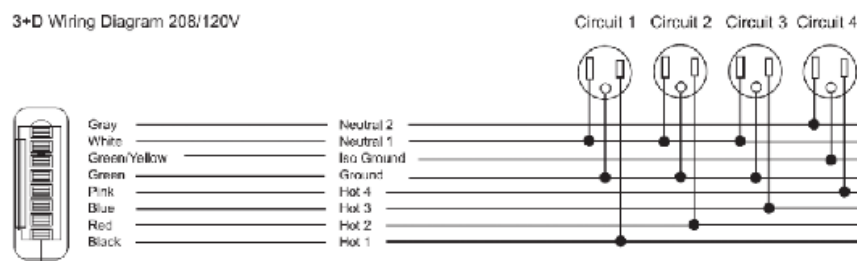 3+D Wiring Diagram 208/120V
Circuit 1 Circuit 2 Circuit 3 Circuit 4
Gray Neutral 2
White Neutral 1
Green/Yellow Iso Ground
Green Ground
Pink Hot 4
Blue Hot 3
Red Hot 2
Black Hot 1